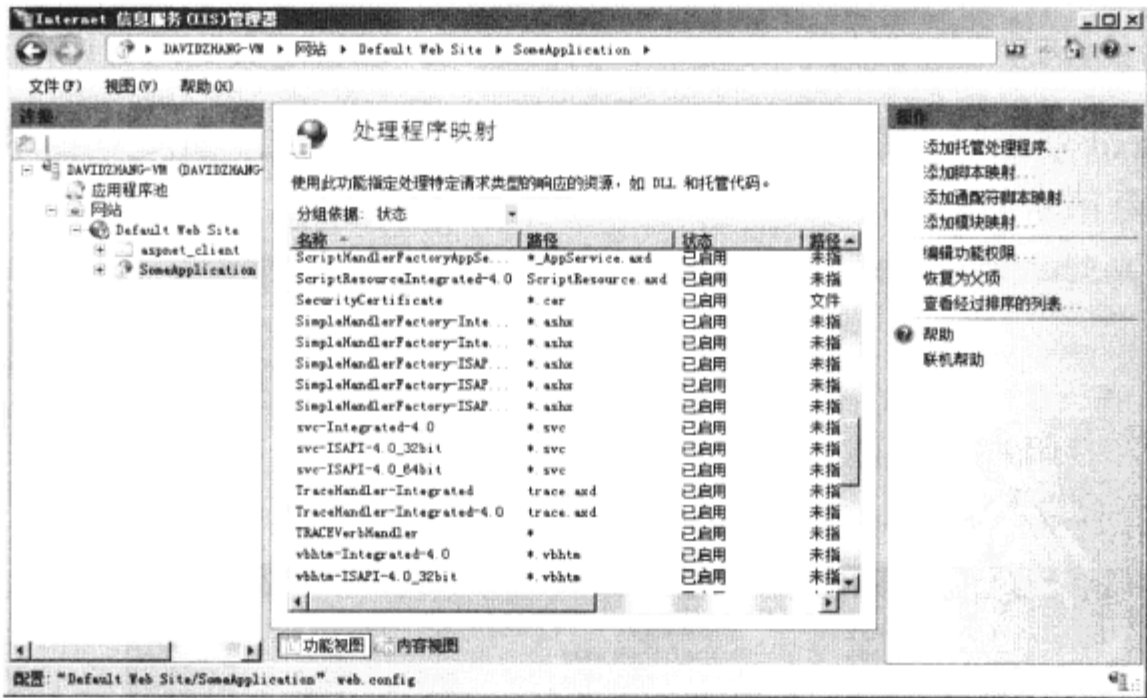 Internet 信息服务(IIS)管理器
DAVIDZHANG-VM ▸ 网站 ▸ Default Web Site ▸ SomeApplication ▸
文件(F) 视图(V) 帮助(H)
连接
DAVIDZHANG-VM (DAVIDZHANG-
应用程序池
网站
Default Web Site
aspnet_client
SomeApplication
处理程序映射
使用此功能指定处理特定请求类型的响应的资源，如 DLL 和托管代码。
分组依据: 状态
名称 路径 状态 路径
ScriptHandlerFactoryAppSe... *_AppService.axd 已启用 未指
ScriptResourceIntegrated-4.0 ScriptResource.axd 已启用 未指
SecurityCertificate *.cer 已启用 文件
SimpleHandlerFactory-Inte... *.ashx 已启用 未指
SimpleHandlerFactory-Inte... *.ashx 已启用 未指
SimpleHandlerFactory-ISAP... *.ashx 已启用 未指
SimpleHandlerFactory-ISAP... *.ashx 已启用 未指
SimpleHandlerFactory-ISAP... *.ashx 已启用 未指
svc-Integrated-4.0 *.svc 已启用 未指
svc-ISAPI-4.0_32bit *.svc 已启用 未指
svc-ISAPI-4.0_64bit *.svc 已启用 未指
TraceHandler-Integrated trace.axd 已启用 未指
TraceHandler-Integrated-4.0 trace.axd 已启用 未指
TRACEVerbHandler * 已启用 未指
vbhtm-Integrated-4.0 *.vbhtm 已启用 未指
vbhtm-ISAPI-4.0_32bit *.vbhtm 已启用 未指
功能视图 内容视图
操作
添加托管处理程序...
添加脚本映射...
添加通配符脚本映射...
添加模块映射...
编辑功能权限...
恢复为父项
查看经过排序的列表...
帮助
联机帮助
配置: "Default Web Site/SomeApplication" web.config